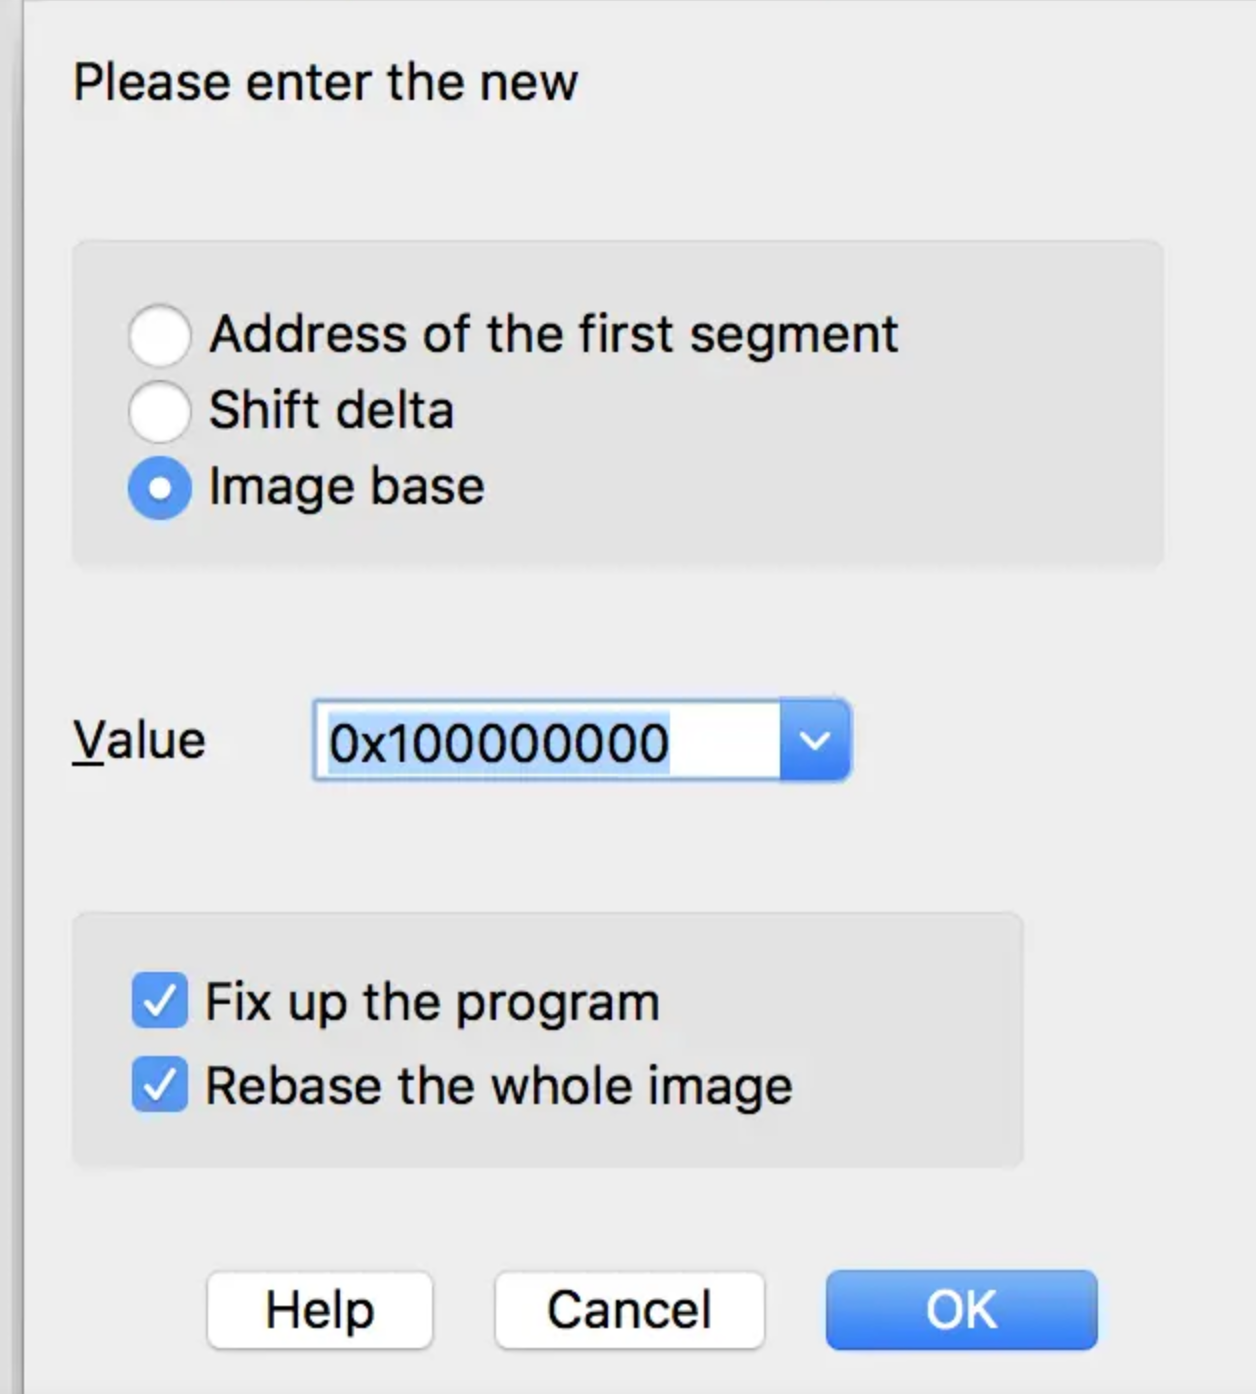 Please enter the new
Address of the first segment
Shift delta
Image base
Value 0x100000000
Fix up the program
Rebase the whole image
Help Cancel OK